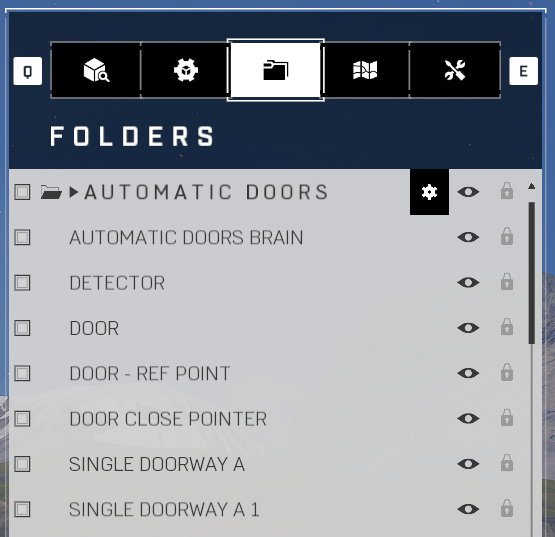 Q
E
FOLDERS
AUTOMATIC DOORS
AUTOMATIC DOORS BRAIN
DETECTOR
DOOR
DOOR - REF POINT
DOOR CLOSE POINTER
SINGLE DOORWAY A
SINGLE DOORWAY A 1